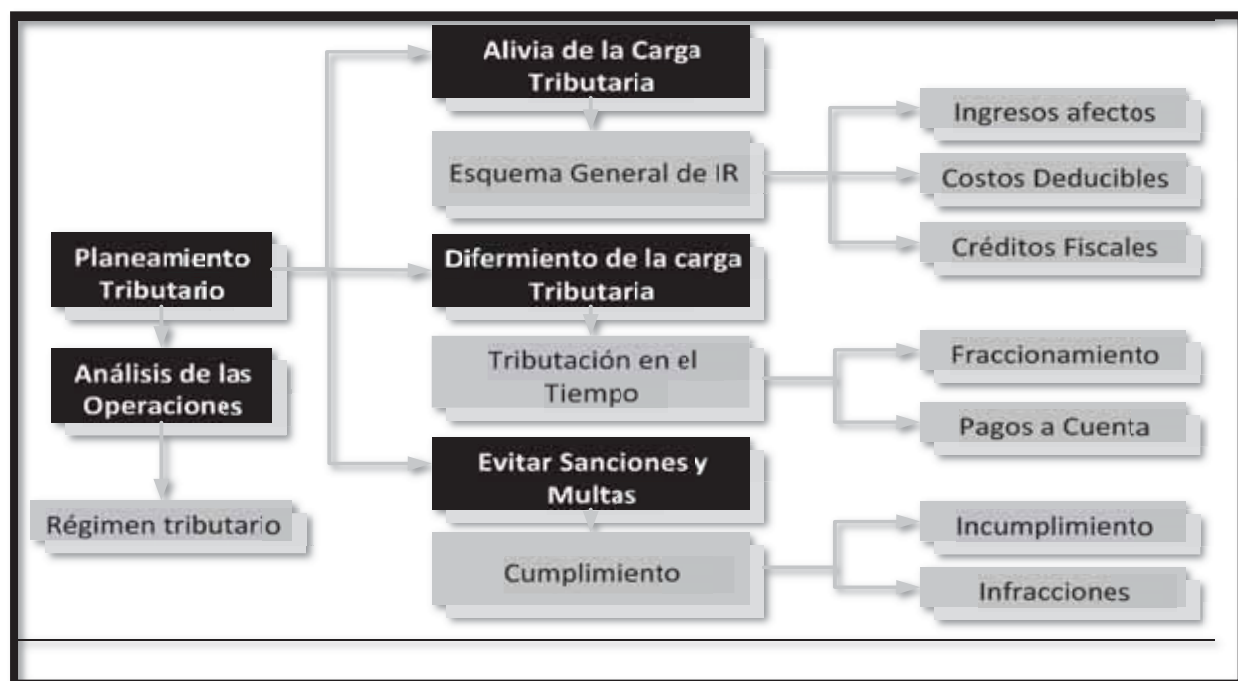 Planeamiento
Tributario
Análisis de las
Operaciones
Régimen tributario
Alivia de la Carga
Tributaria
Esquema General de IR
Ingresos afectos
Costos Deducibles
Créditos Fiscales
Difermiento de la carga
Tributaria
Tributación en el
Tiempo
Fraccionamiento
Pagos a Cuenta
Evitar Sanciones y
Multas
Cumplimiento
Incumplimiento
Infracciones